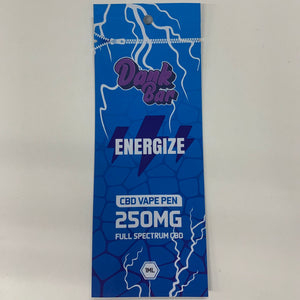 Dank
Bar
ENERGIZE
CBD VAPE PEN
250MG
FULL SPECTRUM CBD
1ML